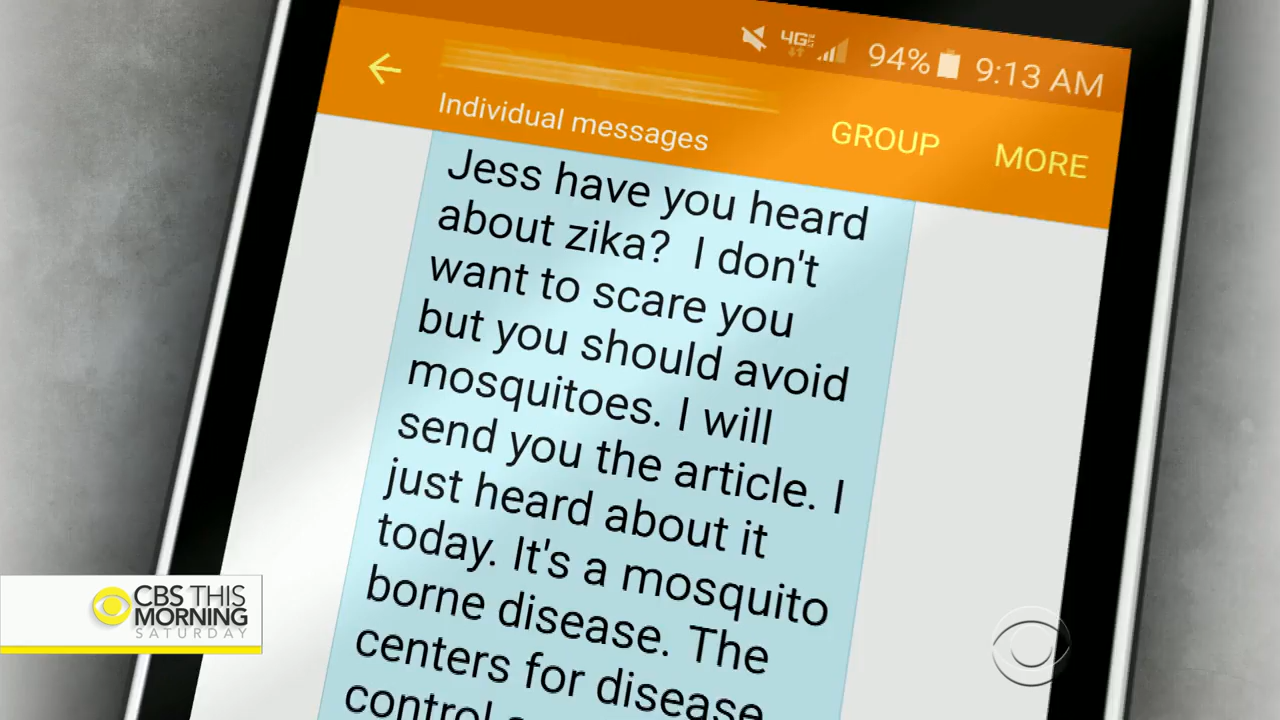 4G
94%
9:13 AM
Individual messages
GROUP
MORE
Jess have you heard
about zika?  I don't
want to scare you
but you should avoid
mosquitoes. I will
send you the article. I
just heard about it
today. It's a mosquito
borne disease. The
centers for disease
control
CBS THIS
MORNING
SATURDAY